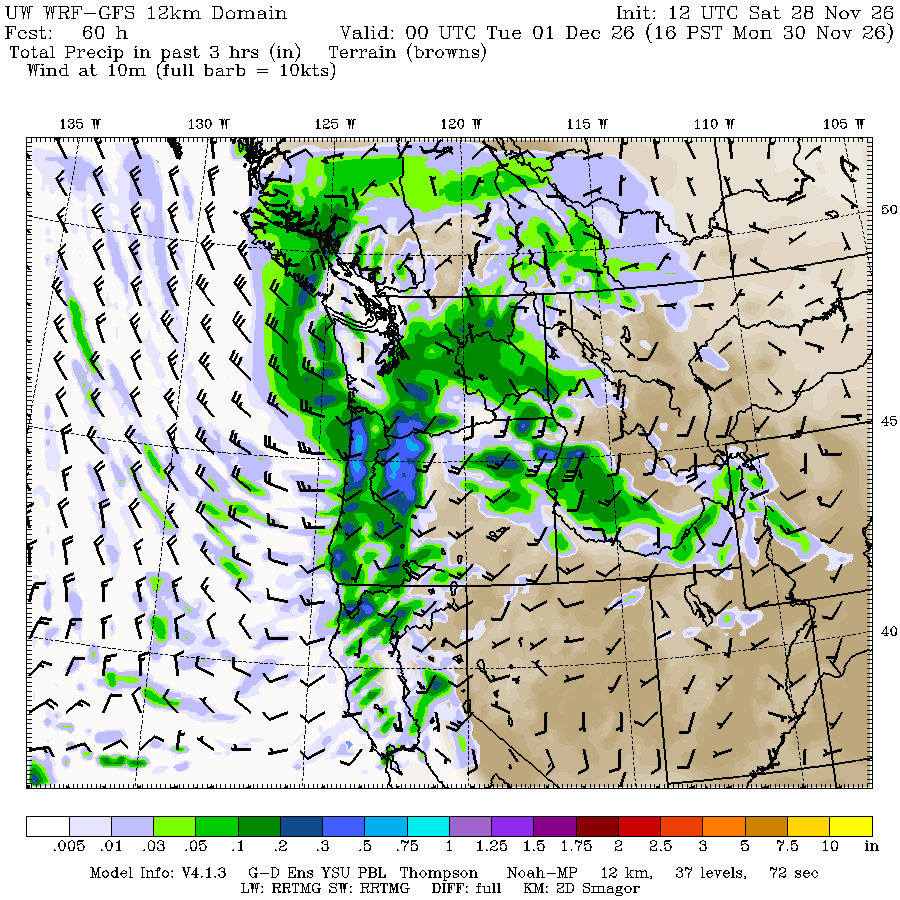 UW WRF-GFS 12km Domain Init: 12 UTC Sat 28 Nov 26
Fcst: 60 h Valid: 00 UTC Tue 01 Dec 26 (16 PST Mon 30 Nov 26)
Total Precip in past 3 hrs (in) Terrain (browns)
Wind at 10m (full barb = 10kts)
135 W 130 W 125 W 120 W 115 W 110 W 105 W
50
45
40
.005 .01 .03 .05 .1 .2 .3 .5 .75 1 1.25 1.5 1.75 2 2.5 3 5 7.5 10 in
Model Info: V4.1.3 G-D Ens YSU PBL Thompson Noah-MP 12 km, 37 levels, 72 sec
LW: RRTMG SW: RRTMG DIFF: full KM: 2D Smagor